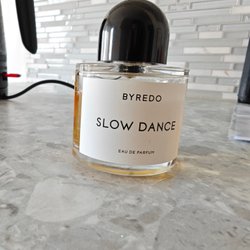 BYREDO
SLOW DANCE
EAU DE PARFUM